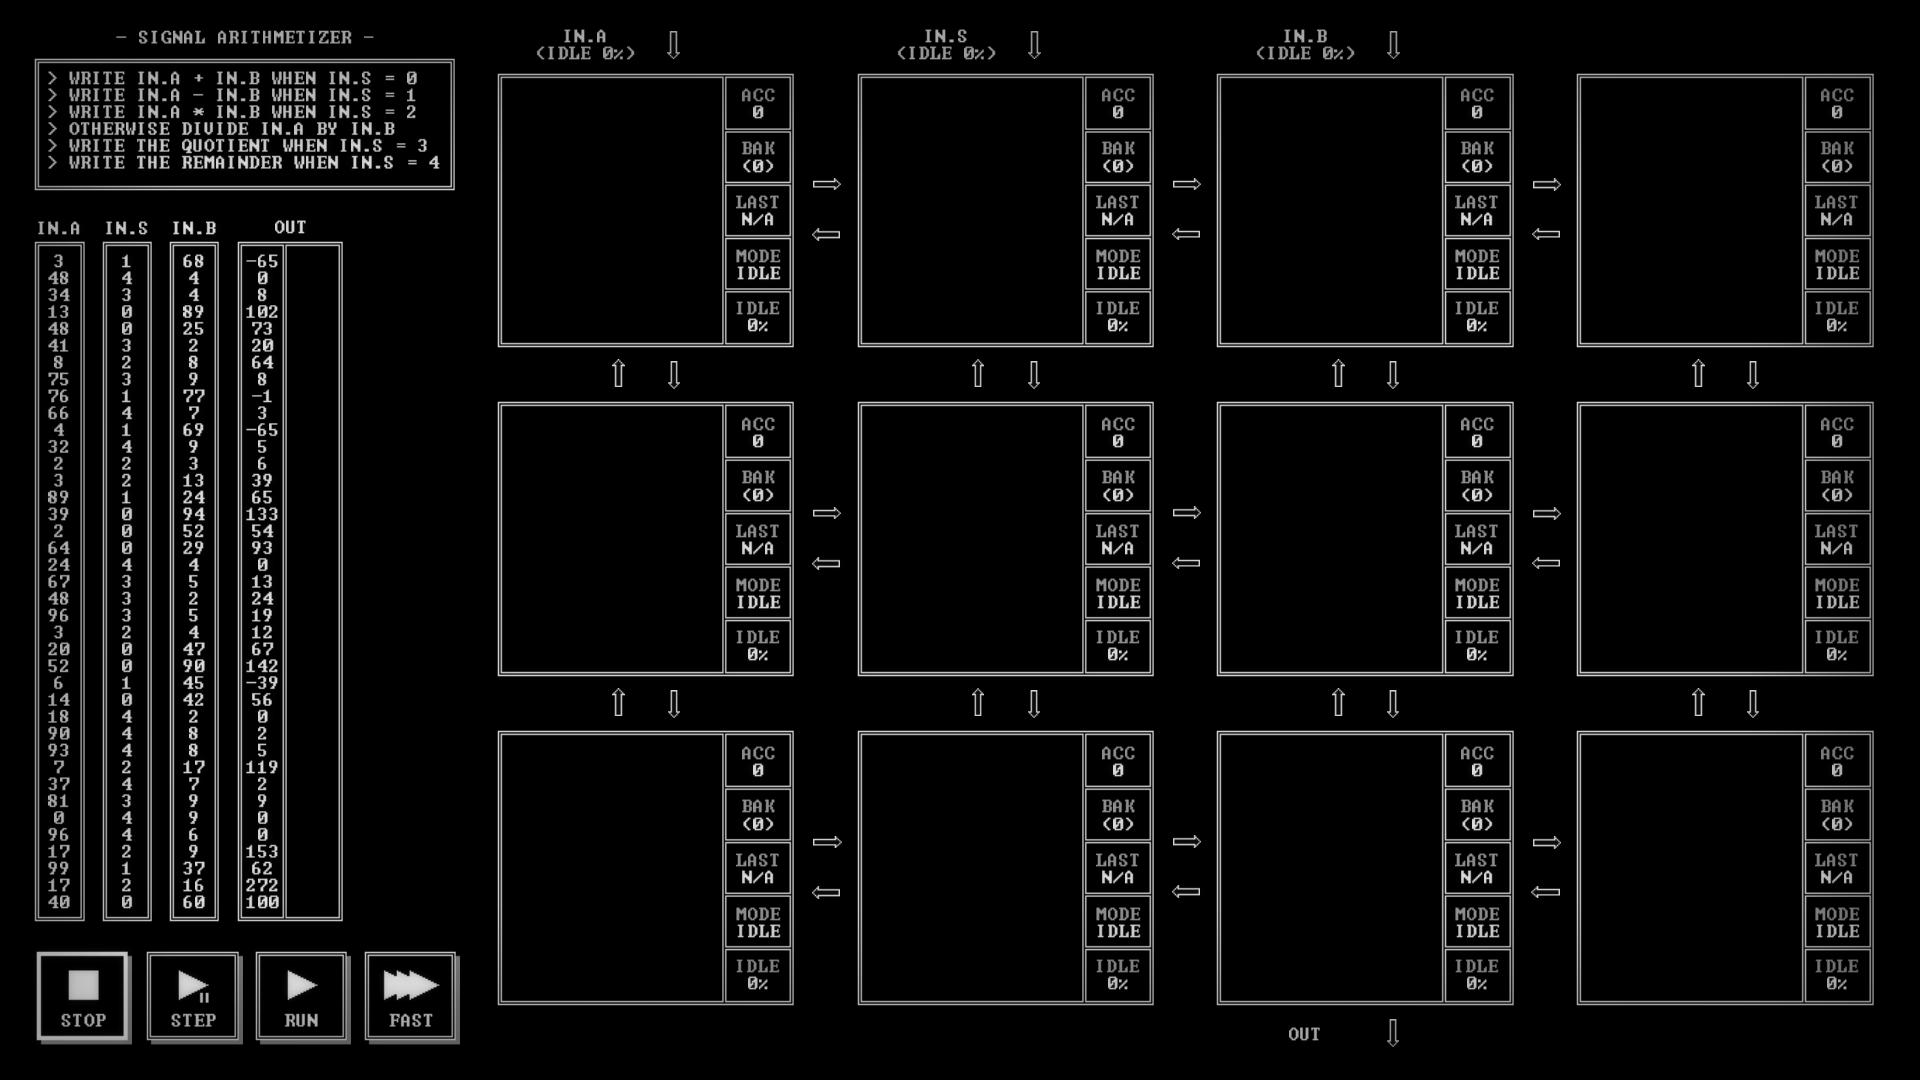 - SIGNAL ARITHMETIZER -
> WRITE IN.A + IN.B WHEN IN.S = 0
> WRITE IN.A - IN.B WHEN IN.S = 1
> WRITE IN.A * IN.B WHEN IN.S = 2
> OTHERWISE DIVIDE IN.A BY IN.B
> WRITE THE QUOTIENT WHEN IN.S = 3
> WRITE THE REMAINDER WHEN IN.S = 4
IN.A IN.S IN.B OUT
3 1 68 -65
48 4 4 0
34 3 4 8
13 0 89 102
48 0 25 73
41 3 2 20
8 2 8 64
75 3 9 8
76 1 77 -1
66 4 7 3
4 1 69 -65
32 4 9 5
2 2 3 6
3 2 13 39
89 1 24 65
39 0 94 133
2 0 52 54
64 0 29 93
24 4 4 0
67 3 5 13
48 3 2 24
96 3 5 19
3 2 4 12
20 0 47 67
52 0 90 142
6 1 45 -39
14 0 42 56
18 4 2 0
90 4 8 2
93 4 8 5
7 2 17 119
37 4 7 2
81 3 9 9
0 4 9 0
96 4 6 0
17 2 9 153
99 1 37 62
17 2 16 272
40 0 60 100
STOP STEP RUN FAST
IN.A IN.S IN.B
(IDLE 0%) (IDLE 0%) (IDLE 0%)
ACC ACC ACC ACC
0 0 0 0
BAK BAK BAK BAK
(0) (0) (0) (0)
LAST LAST LAST LAST
N/A N/A N/A N/A
MODE MODE MODE MODE
IDLE IDLE IDLE IDLE
IDLE IDLE IDLE IDLE
0% 0% 0% 0%
ACC ACC ACC ACC
0 0 0 0
BAK BAK BAK BAK
(0) (0) (0) (0)
LAST LAST LAST LAST
N/A N/A N/A N/A
MODE MODE MODE MODE
IDLE IDLE IDLE IDLE
IDLE IDLE IDLE IDLE
0% 0% 0% 0%
ACC ACC ACC ACC
0 0 0 0
BAK BAK BAK BAK
(0) (0) (0) (0)
LAST LAST LAST LAST
N/A N/A N/A N/A
MODE MODE MODE MODE
IDLE IDLE IDLE IDLE
IDLE IDLE IDLE IDLE
0% 0% 0% 0%
OUT